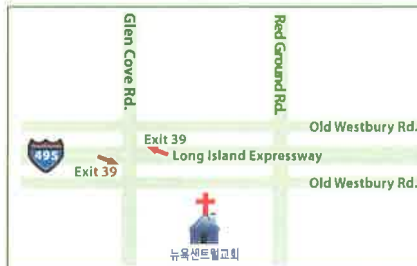 Glen Cove Rd.
Red Ground Rd.
Old Westbury Rd.
Exit 39
Long Island Expressway
495
Exit 39
Old Westbury Rd.
뉴욕센트럴교회